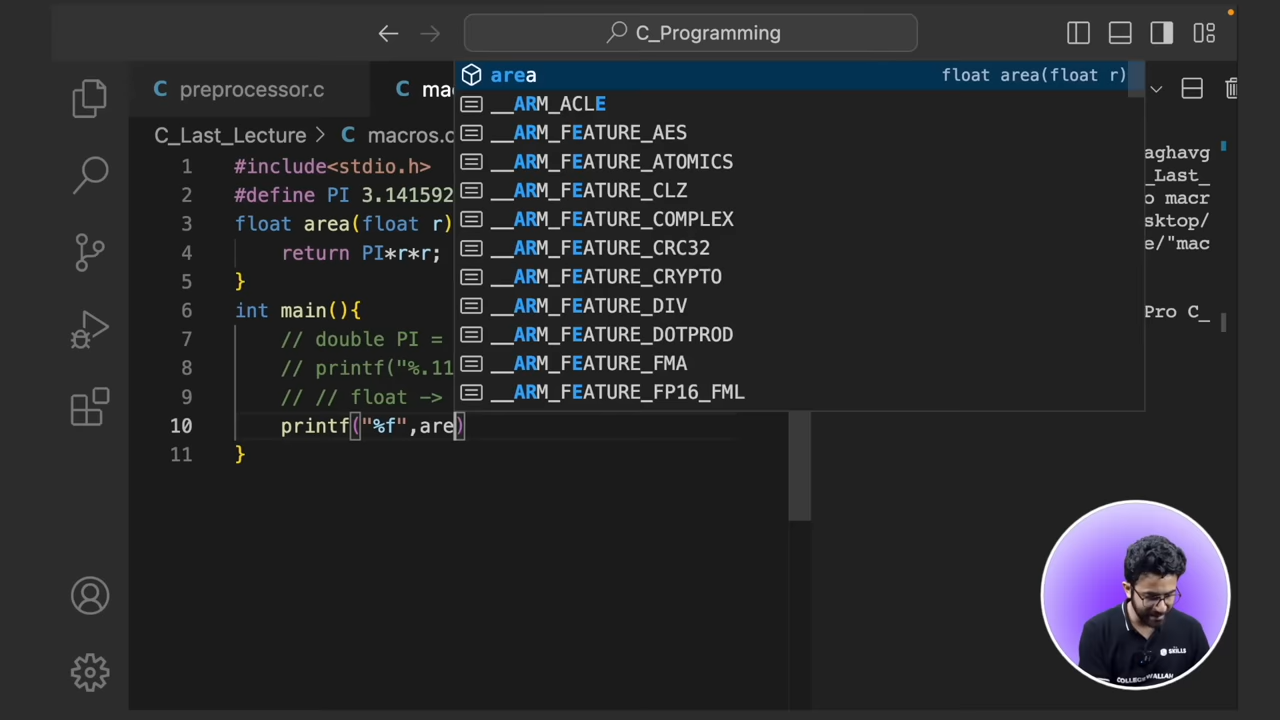 C_Programming
C preprocessor.c
C
C_Last_Lecture > C macros.c
area float area(float r)
__ARM_ACLE
__ARM_FEATURE_AES
__ARM_FEATURE_ATOMICS
__ARM_FEATURE_CLZ
__ARM_FEATURE_COMPLEX
__ARM_FEATURE_CRC32
__ARM_FEATURE_CRYPTO
__ARM_FEATURE_DIV
__ARM_FEATURE_DOTPROD
__ARM_FEATURE_FMA
__ARM_FEATURE_FP16_FML
1 #include<stdio.h>
2 #define PI 3.141592
3 float area(float r)
4 return PI*r*r;
5 }
6 int main(){
7 // double PI =
8 // printf("%.11
9 // // float ->
10 printf("%f",are)
11 }
aghavg
_Last_
o macr
sktop/
e/"mac
Pro C_
SKILLS